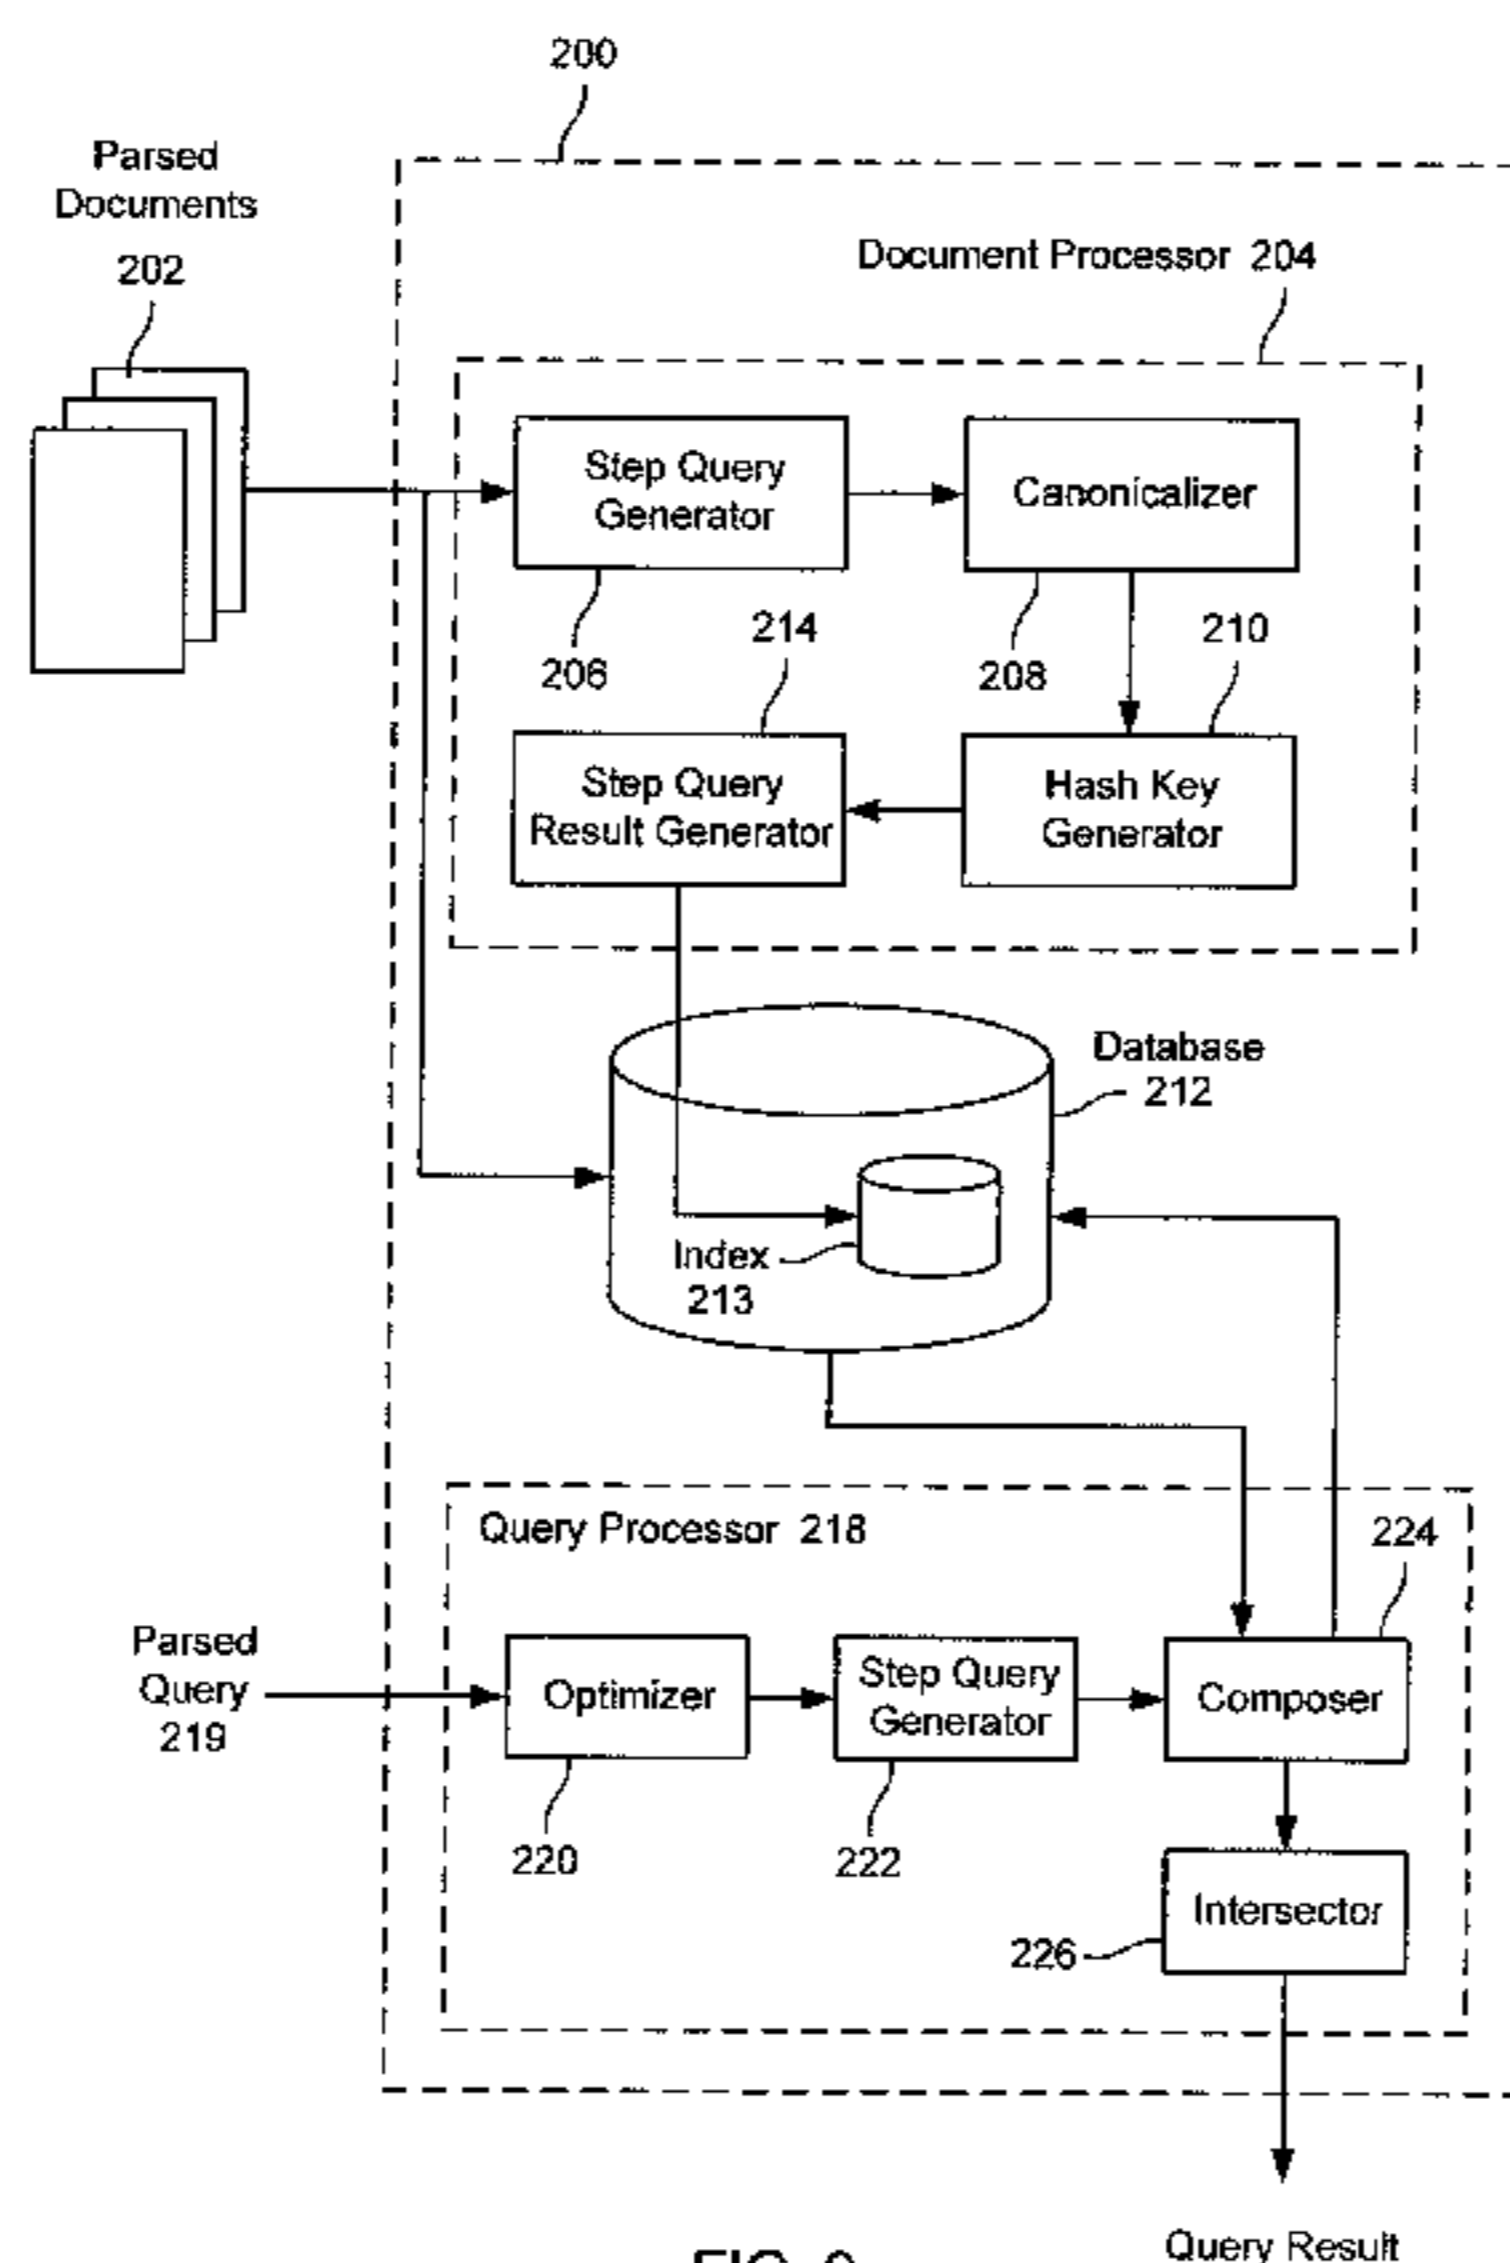 200
Parsed
Documents
202
Document Processor 204
Step Query
Generator
Canonicalizer
206
214
208
210
Step Query
Result Generator
Hash Key
Generator
Database
212
Index
213
Query Processor 218
224
Parsed
Query
219
Optimizer
Step Query
Generator
Composer
220
222
Intersector
226
Query Result